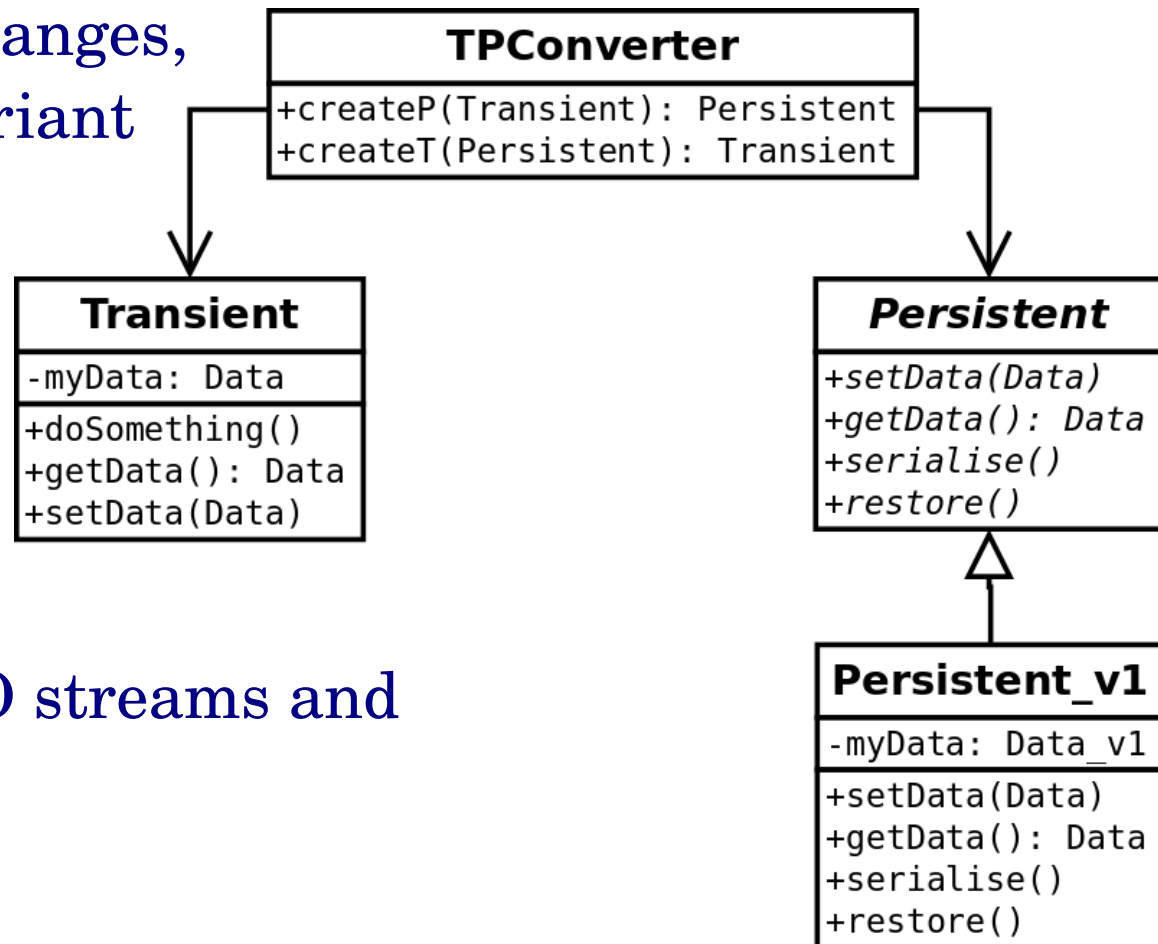 anges,
riant
TPConverter
+createP(Transient): Persistent
+createT(Persistent): Transient
Transient
-myData: Data
+doSomething()
+getData(): Data
+setData(Data)
Persistent
+setData(Data)
+getData(): Data
+serialise()
+restore()
streams and
Persistent_v1
-myData: Data_v1
+setData(Data)
+getData(): Data
+serialise()
+restore()